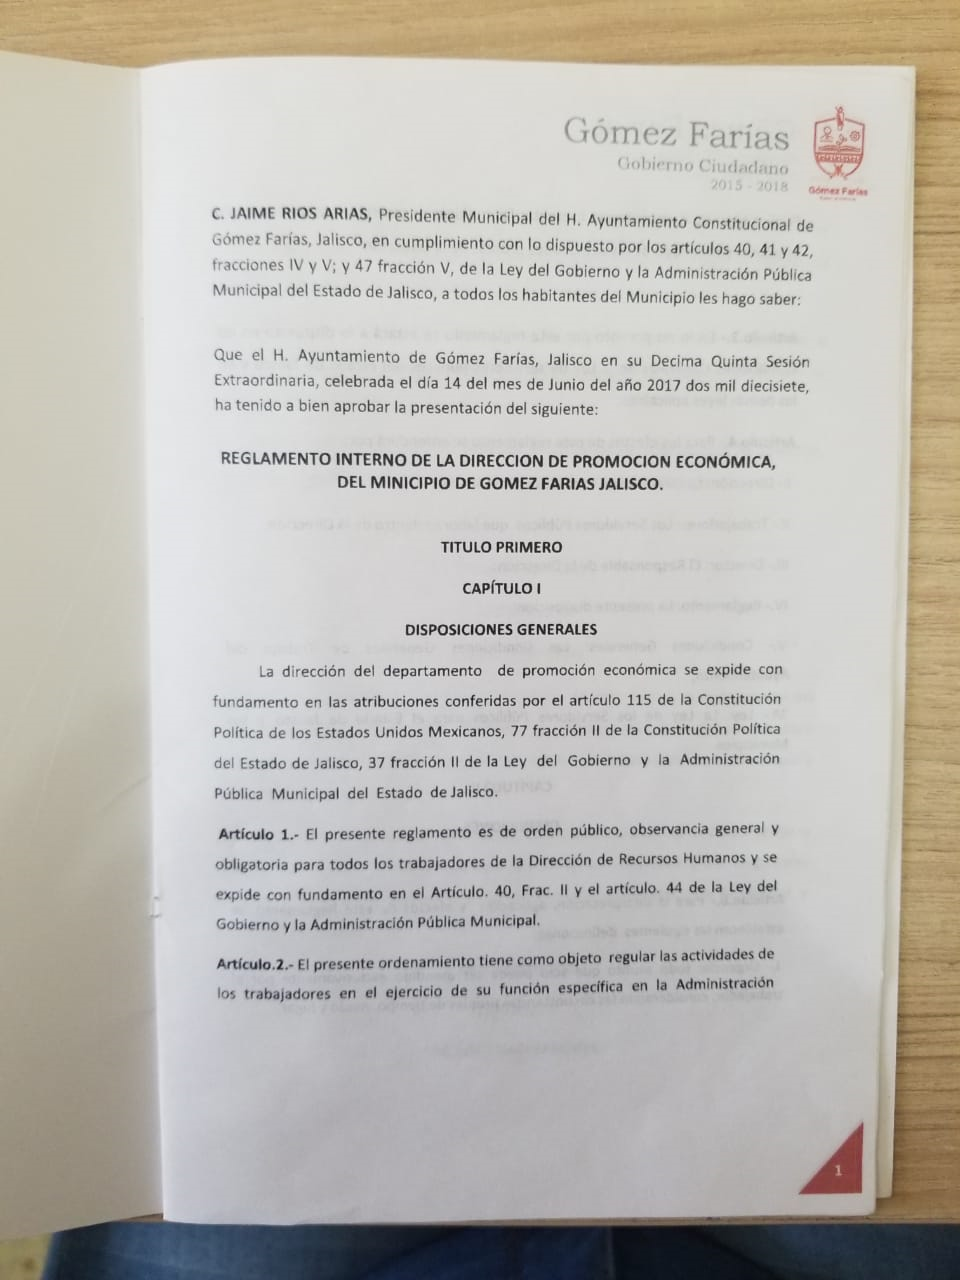 Gómez Farías
Gobierno Ciudadano
2015 - 2018
Gómez Farías
C. JAIME RIOS ARIAS, Presidente Municipal del H. Ayuntamiento Constitucional de
Gómez Farías, Jalisco, en cumplimiento con lo dispuesto por los artículos 40, 41 y 42,
fracciones IV y V; y 47 fracción V, de la Ley del Gobierno y la Administración Pública
Municipal del Estado de Jalisco, a todos los habitantes del Municipio les hago saber:
Que el H. Ayuntamiento de Gómez Farías, Jalisco en su Decima Quinta Sesión
Extraordinaria, celebrada el día 14 del mes de Junio del año 2017 dos mil diecisiete,
ha tenido a bien aprobar la presentación del siguiente:
REGLAMENTO INTERNO DE LA DIRECCION DE PROMOCION ECONÓMICA,
DEL MINICIPIO DE GOMEZ FARIAS JALISCO.
TITULO PRIMERO
CAPÍTULO I
DISPOSICIONES GENERALES
La dirección del departamento de promoción económica se expide con
fundamento en las atribuciones conferidas por el artículo 115 de la Constitución
Política de los Estados Unidos Mexicanos, 77 fracción II de la Constitución Política
del Estado de Jalisco, 37 fracción II de la Ley del Gobierno y la Administración
Pública Municipal del Estado de Jalisco.
Artículo 1.- El presente reglamento es de orden público, observancia general y
obligatoria para todos los trabajadores de la Dirección de Recursos Humanos y se
expide con fundamento en el Artículo. 40, Frac. II y el artículo. 44 de la Ley del
Gobierno y la Administración Pública Municipal.
Artículo.2.- El presente ordenamiento tiene como objeto regular las actividades de
los trabajadores en el ejercicio de su función específica en la Administración
1